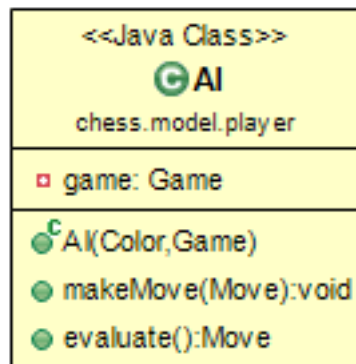 <<Java Class>>
C AI
chess.model.player
game: Game
C AI(Color,Game)
makeMove(Move):void
evaluate():Move